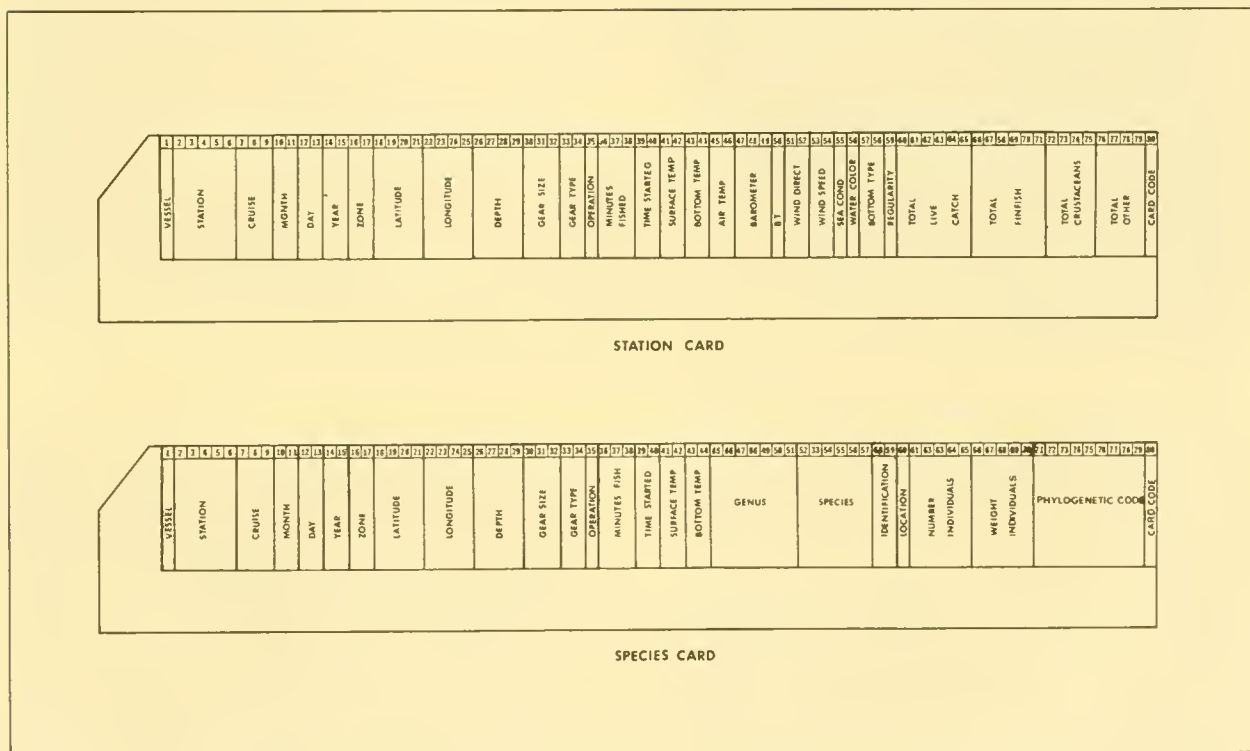 1 2 3 4 5 6 7 8 9 10 11 12 13 14 15 16 17 18 19 20 21 22 23 24 25 26 27 28 29 30 31 32 33 34 35 36 37 38 39 40 41 42 43 44 45 46 47 48 49 50 51 52 53 54 55 56 57 58 59 60 61 62 63 64 65 66 67 68 69 70 71 72 73 74 75 76 77 78 79 80
VESSEL
STATION
CRUISE
MONTH
DAY
YEAR
ZONE
LATITUDE
LONGITUDE
DEPTH
GEAR SIZE
GEAR TYPE
OPERATION
MINUTES
FISHED
TIME STARTED
SURFACE TEMP
BOTTOM TEMP
AIR TEMP
BAROMETER
BT
WIND DIRECT
WIND SPEED
SEA COND
WATER COLOR
BOTTOM TYPE
REGULARITY
TOTAL
LIVE
CATCH
TOTAL
FINFISH
TOTAL
CRUSTACEANS
TOTAL
OTHER
CARD CODE
STATION CARD
1 2 3 4 5 6 7 8 9 10 11 12 13 14 15 16 17 18 19 20 21 22 23 24 25 26 27 28 29 30 31 32 33 34 35 36 37 38 39 40 41 42 43 44 45 46 47 48 49 50 51 52 53 54 55 56 57 58 59 60 61 62 63 64 65 66 67 68 69 70 71 72 73 74 75 76 77 78 79 80
VESSEL
STATION
CRUISE
MONTH
DAY
YEAR
ZONE
LATITUDE
LONGITUDE
DEPTH
GEAR SIZE
GEAR TYPE
OPERATION
MINUTES FISH
TIME STARTED
SURFACE TEMP
BOTTOM TEMP
GENUS
SPECIES
IDENTIFICATION
LOCATION
NUMBER
INDIVIDUALS
WEIGHT
INDIVIDUALS
PHYLOGENETIC CODE
CARD CODE
SPECIES CARD